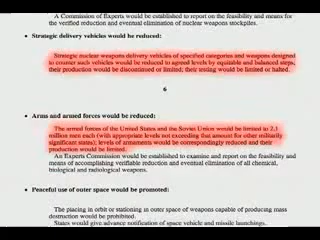 A Commission of Experts would be established to report on the feasibility and means for
the verified reduction and eventual elimination of nuclear weapons stockpiles.
• Strategic delivery vehicles would be reduced:
Strategic nuclear weapons delivery vehicles of specified categories and weapons designed
to counter such vehicles would be reduced to agreed levels by equitable and balanced steps;
their production would be discontinued or limited; their testing would be limited or halted.
6
• Arms and armed forces would be reduced:
The armed forces of the United States and the Soviet Union would be limited to 2.1
million men each (with appropriate levels not exceeding that amount for other militarily
significant states); levels of armaments would be correspondingly reduced and their
production would be limited.
An Experts Commission would be established to examine and report on the feasibility and
means of accomplishing verifiable reduction and eventual elimination of all chemical,
biological and radiological weapons.
• Peaceful use of outer space would be promoted:
The placing in orbit or stationing in outer space of weapons capable of producing mass
destruction would be prohibited.
States would give advance notification of space vehicle and missile launchings.